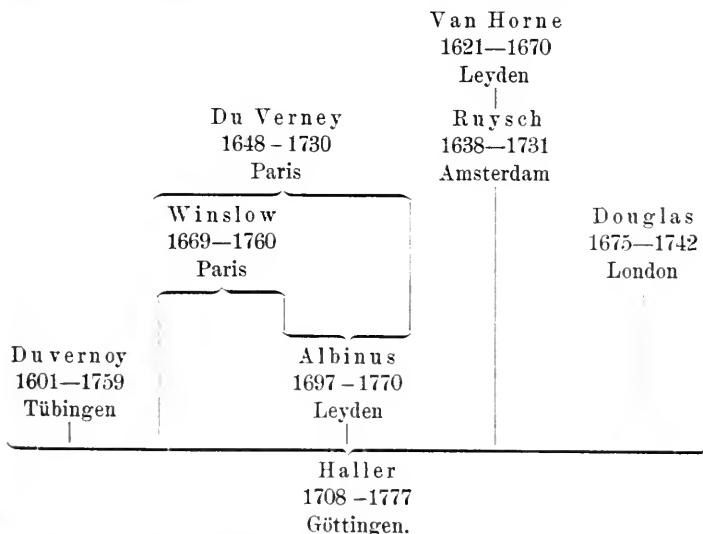 Van Horne
1621—1670
Leyden
Du Verney
1648 – 1730
Paris
Ruysch
1638—1731
Amsterdam
Winslow
1669—1760
Paris
Douglas
1675—1742
London
Duvernoy
1601—1759
Tübingen
Albinus
1697 – 1770
Leyden
Haller
1708 –1777
Göttingen.